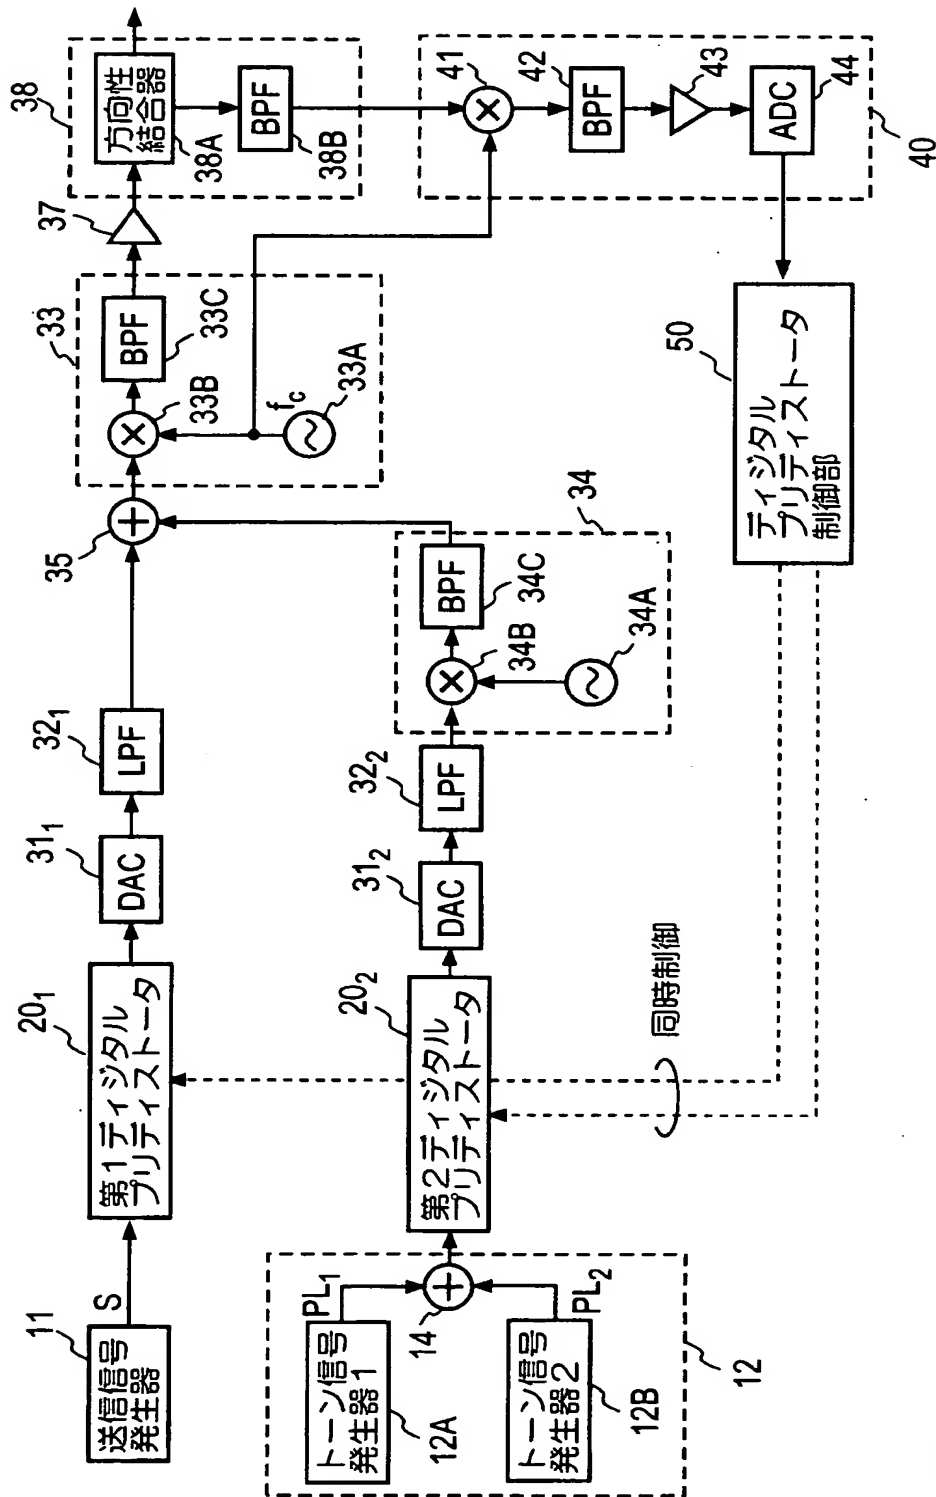 11
送信信号
発生器
S
20₁
第1ディジタル
プリディストータ
31₁
DAC
32₁
LPF
35
33
33B
BPF
33C
fc
33A
37
38
方向性
結合器
38A
BPF
38B
12
トーン信号
発生器1
12A
PL₁
14
トーン信号
発生器2
12B
PL₂
20₂
第2ディジタル
プリディストータ
31₂
DAC
32₂
LPF
34
34B
BPF
34C
34A
同時制御
50
ディジタル
プリディストータ
制御部
41
42
BPF
43
44
ADC
40